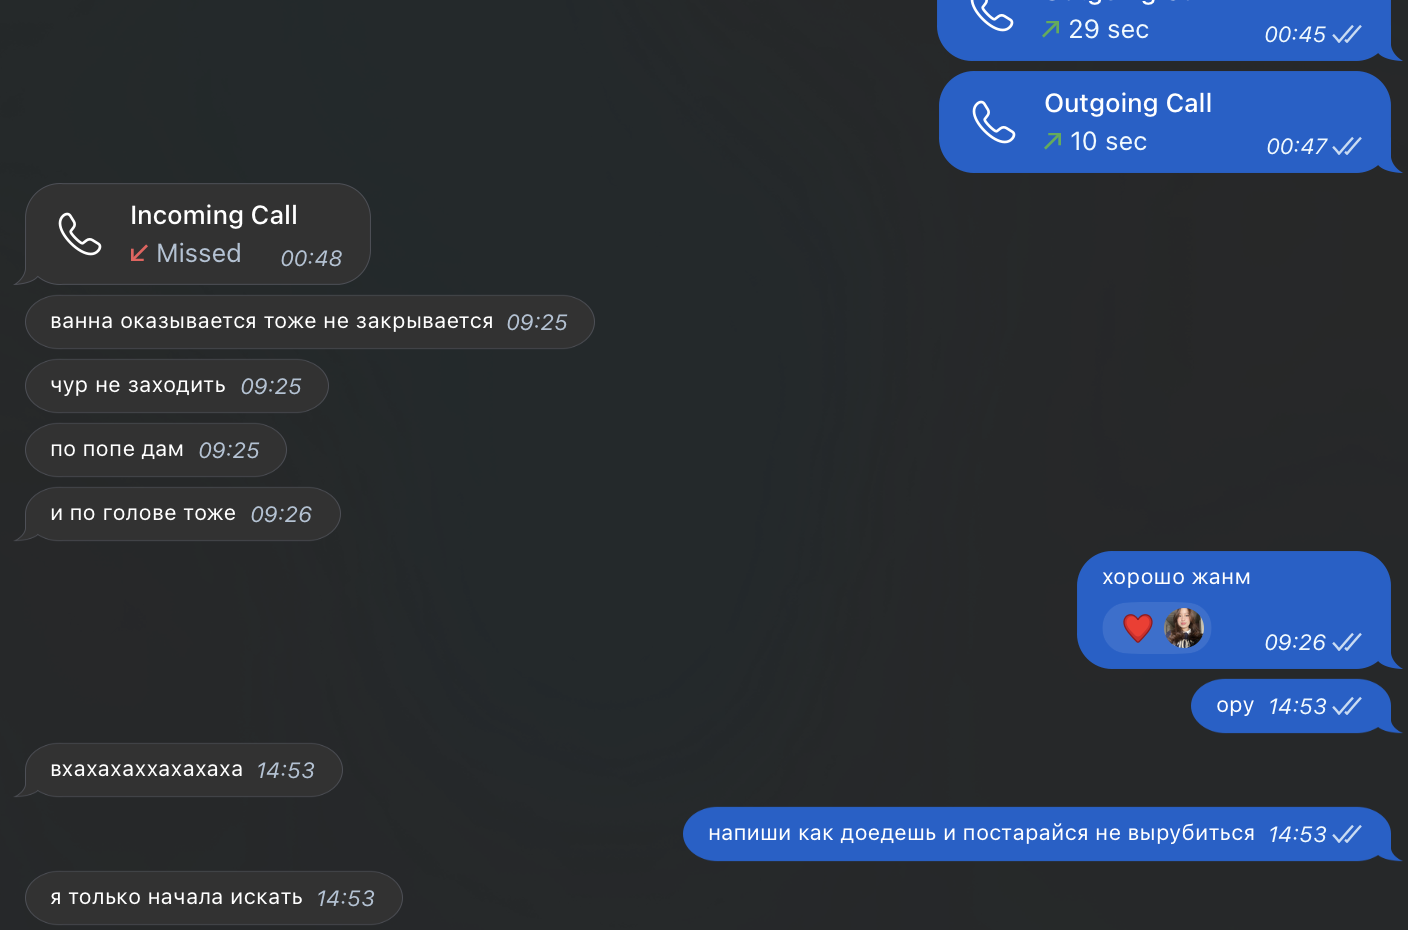 29 sec
00:45
Outgoing Call
10 sec
00:47
Incoming Call
Missed 00:48
ванна оказывается тоже не закрывается 09:25
чур не заходить 09:25
по попе дам 09:25
и по голове тоже 09:26
хорошо жанм
09:26
ору 14:53
вхахахаххахахаха 14:53
напиши как доедешь и постарайся не вырубиться 14:53
я только начала искать 14:53